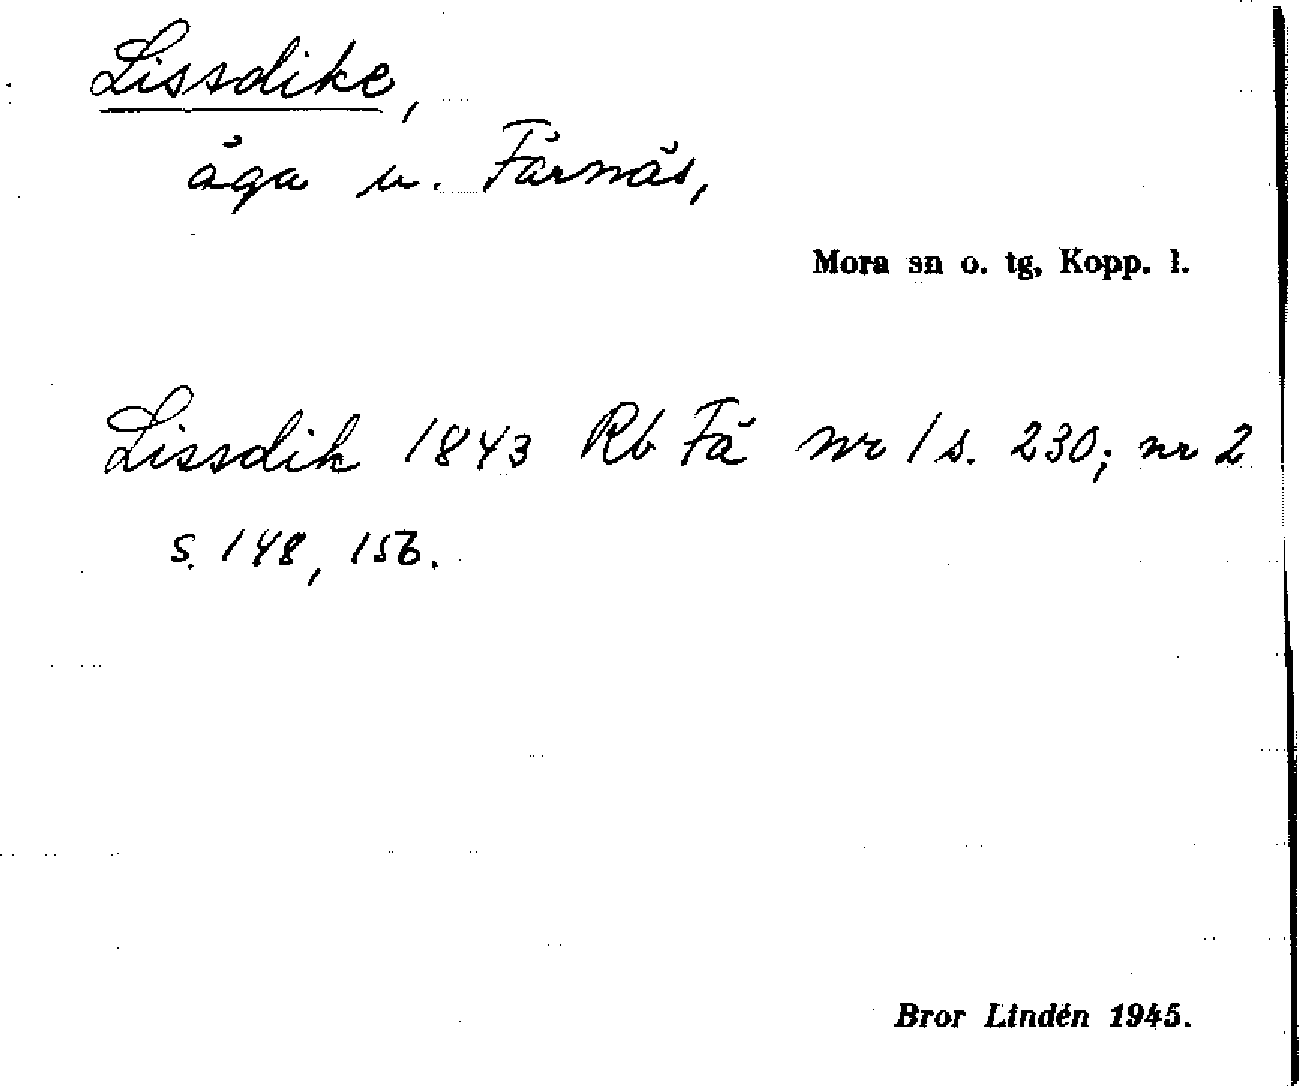 Lissdike,
äga u. Färnäs,
Mora sn o. tg, Kopp. l.
Lissdik 1843 Rb Fä nr 1 s. 230; nr 2
s. 148, 156.
Bror Lindén 1945.